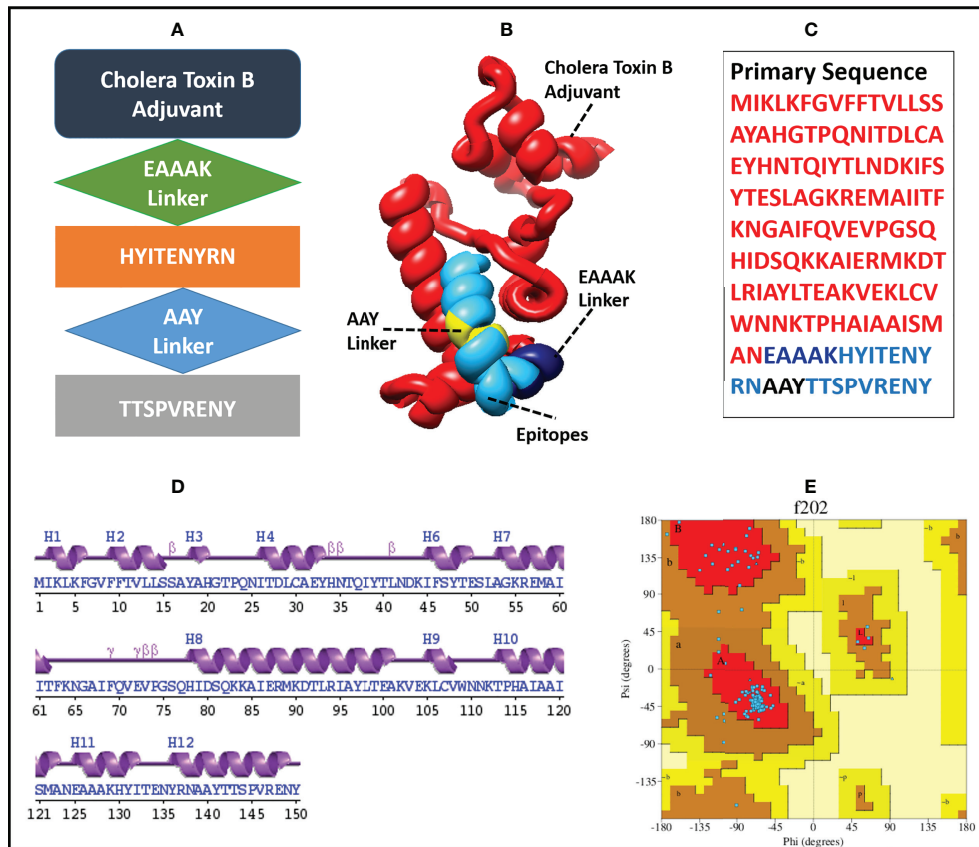 A
Cholera Toxin B
Adjuvant
EAAAK
Linker
HYITENYRN
AAY
Linker
TTSPVRENY
B
Cholera Toxin B
Adjuvant
EAAAK
Linker
AAY
Linker
Epitopes
C
Primary Sequence
MIKLKFGVFFTVLLSS
AYAHGTPQNITDLCA
EYHNTQIYTLNDKIFS
YTESLAGKREMAIITF
KNGAIFQVEVPGSQ
HIDSQKKAIERMKDT
LRIAYLTEAKVEKLCV
WNNKTPHAIAAISM
ANEAAAKHYITENY
RNAAYTTSPVRENY
D
H1 H2 β H3 H4 ββ β H6 H7
MIKLKFGVFFTVLLSSAYAHGTPQNITDLCAEYHNTQIYTLNDKIFSYTESLAGKREMAI
1 5 10 15 20 25 30 35 40 45 50 55 60
γ γββ H8 H9 H10
ITFKNGAIFQVEVPGSQHIDSQKKAIERMKDTLRIAYLTEAKVEKLCVWNNKTPHAIAAI
61 65 70 75 80 85 90 95 100 105 110 115 120
H11 H12
SMANEAAAKHYITENYRNAAYTTSPVRENY
121 125 130 135 140 145 150
E
f202
180
135
90
45
0
-45
-90
-135
-180
Psi (degrees)
B
b
a
A
L
l
~l
~b
~a
~b
b
~b
b
~p
p
~b
b
~b
-180 -135 -90 -45 0 45 90 135 180
Phi (degrees)